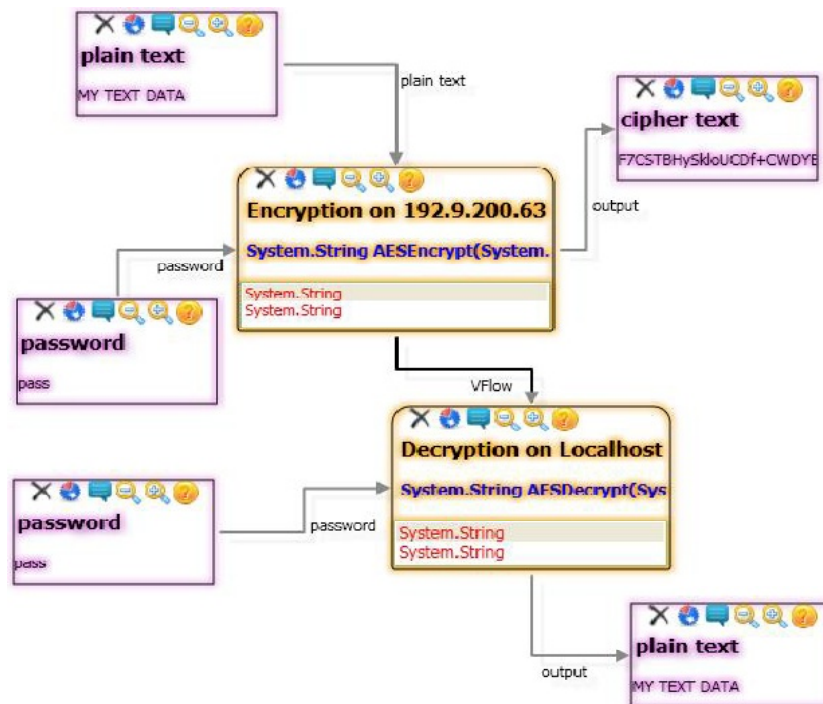 plain text
MY TEXT DATA
plain text
cipher text
F7CSTBHySkloUCDf+CWDYE
output
Encryption on 192.9.200.63
System.String AESEncrypt(System.
System.String
System.String
password
password
pass
VFlow
Decryption on Localhost
System.String AESDecrypt(Sys
System.String
System.String
password
password
pass
output
plain text
MY TEXT DATA